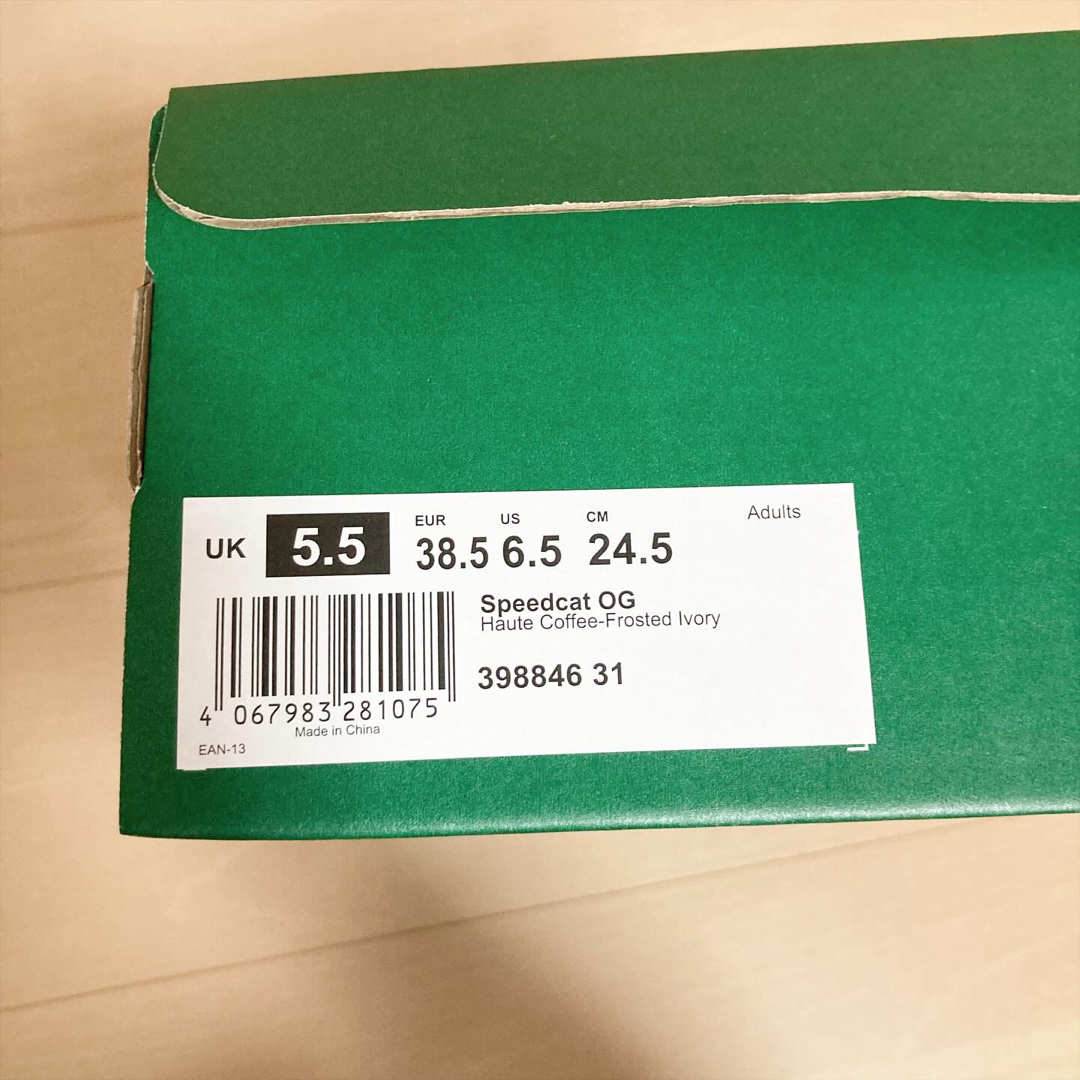 EUR US CM Adults
UK 5.5 38.5 6.5 24.5
Speedcat OG
Haute Coffee-Frosted Ivory
398846 31
4 067983 281075
Made in China
EAN-13